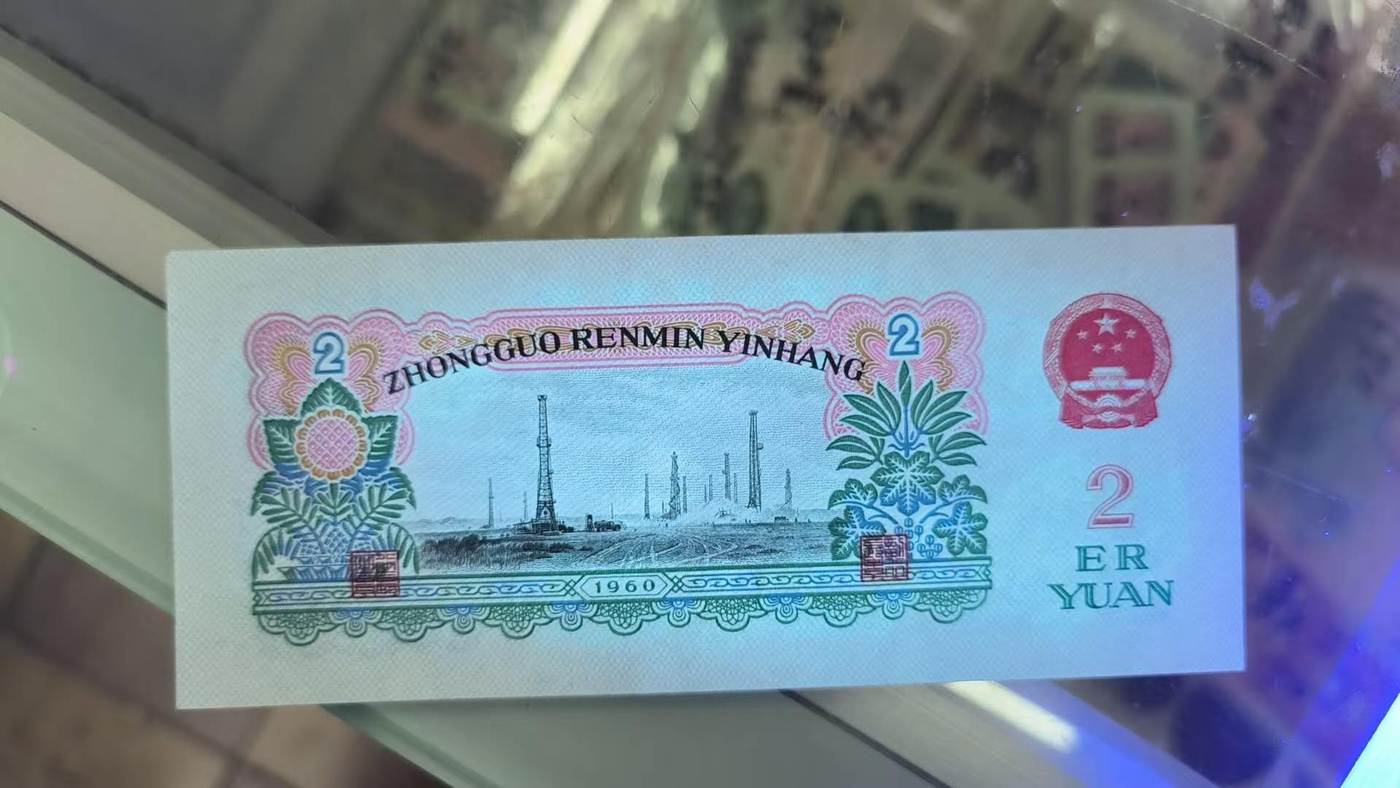 2
2
ZHONGGUO RENMIN YINHANG
1960
2
ER
YUAN